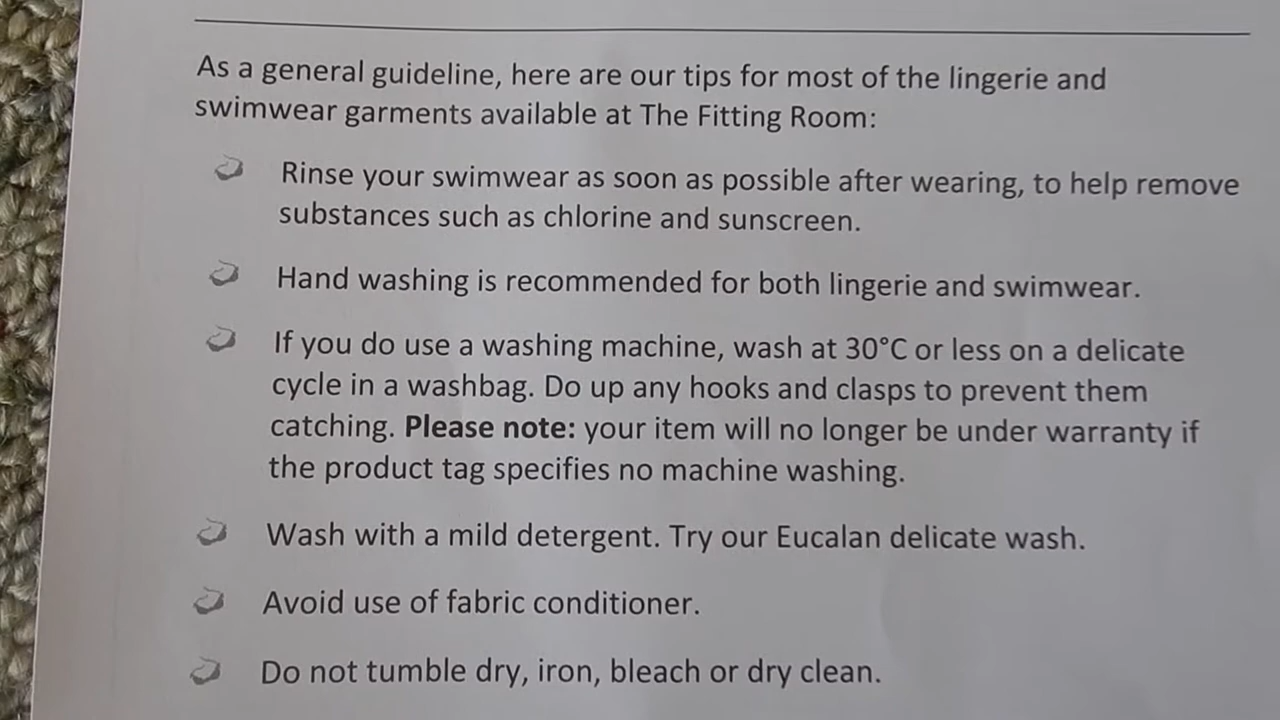 As a general guideline, here are our tips for most of the lingerie and
swimwear garments available at The Fitting Room:
Rinse your swimwear as soon as possible after wearing, to help remove
substances such as chlorine and sunscreen.
Hand washing is recommended for both lingerie and swimwear.
If you do use a washing machine, wash at 30°C or less on a delicate
cycle in a washbag. Do up any hooks and clasps to prevent them
catching. Please note: your item will no longer be under warranty if
the product tag specifies no machine washing.
Wash with a mild detergent. Try our Eucalan delicate wash.
Avoid use of fabric conditioner.
Do not tumble dry, iron, bleach or dry clean.